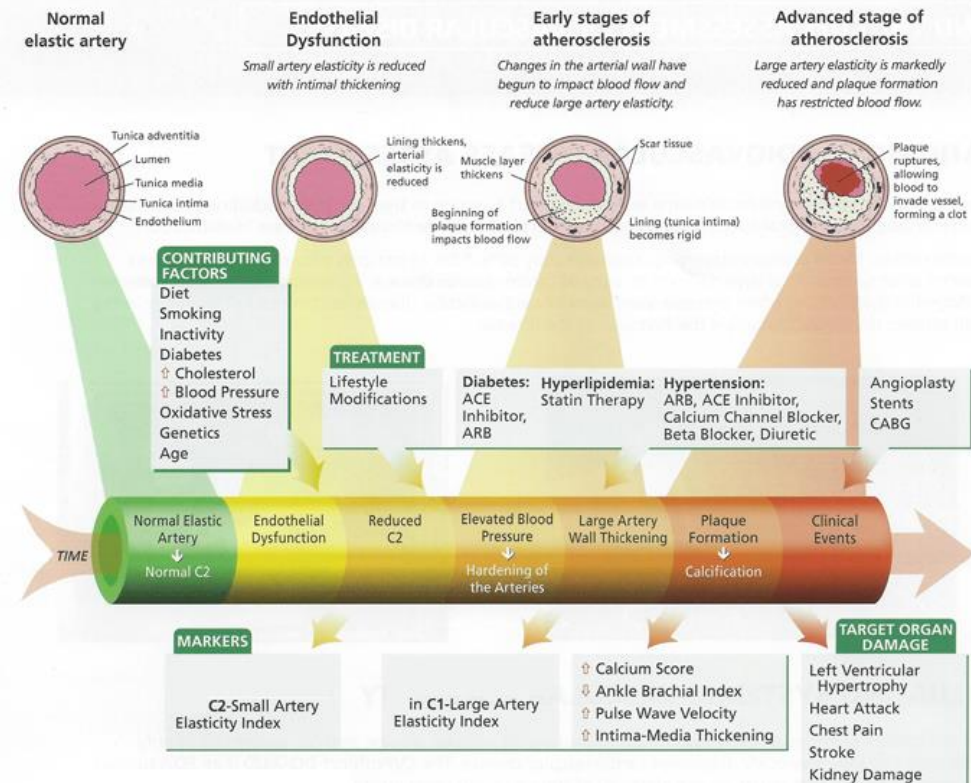 Normal
elastic artery
Endothelial
Dysfunction
Small artery elasticity is reduced
with intimal thickening
Early stages of
atherosclerosis
Changes in the arterial wall have
begun to impact blood flow and
reduce large artery elasticity.
Advanced stage of
atherosclerosis
Large artery elasticity is markedly
reduced and plaque formation
has restricted blood flow.
Tunica adventitia
Lumen
Tunica media
Tunica intima
Endothelium
Lining thickens,
arterial
elasticity is
reduced
Muscle layer
thickens
Beginning of
plaque formation
impacts blood flow
Scar tissue
Lining (tunica intima)
becomes rigid
Plaque
ruptures,
allowing
blood to
invade vessel,
forming a clot
CONTRIBUTING
FACTORS
Diet
Smoking
Inactivity
Diabetes
⇧ Cholesterol
⇧ Blood Pressure
Oxidative Stress
Genetics
Age
TREATMENT
Lifestyle
Modifications
Diabetes:
ACE
Inhibitor,
ARB
Hyperlipidemia:
Statin Therapy
Hypertension:
ARB, ACE Inhibitor,
Calcium Channel Blocker,
Beta Blocker, Diuretic
Angioplasty
Stents
CABG
TIME
Normal Elastic
Artery
Normal C2
Endothelial
Dysfunction
Reduced
C2
Elevated Blood
Pressure
Hardening of
the Arteries
Large Artery
Wall Thickening
Plaque
Formation
Calcification
Clinical
Events
MARKERS
C2-Small Artery
Elasticity Index
in C1-Large Artery
Elasticity Index
⇧ Calcium Score
⇩ Ankle Brachial Index
⇧ Pulse Wave Velocity
⇧ Intima-Media Thickening
TARGET ORGAN
DAMAGE
Left Ventricular
Hypertrophy
Heart Attack
Chest Pain
Stroke
Kidney Damage